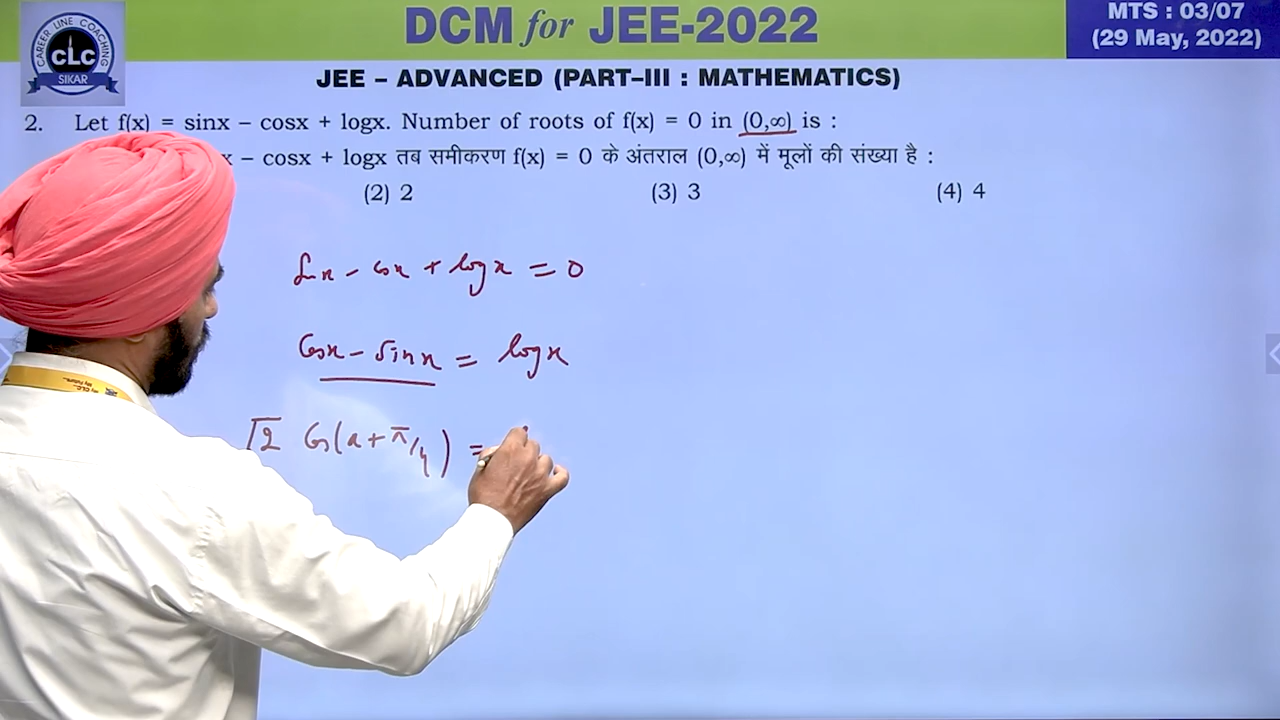 DCM for JEE-2022
MTS : 03/07
(29 May, 2022)
CAREER LINE COACHING
CLC
SIKAR
JEE – ADVANCED (PART–III : MATHEMATICS)
2. Let f(x) = sinx – cosx + logx. Number of roots of f(x) = 0 in (0,∞) is :
x – cosx + logx तब समीकरण f(x) = 0 के अंतराल (0,∞) में मूलों की संख्या है :
(2) 2 (3) 3 (4) 4
sinx - cosx + logx = 0
Cosx - sinx = logx
√2 Cos(x + π/4) =